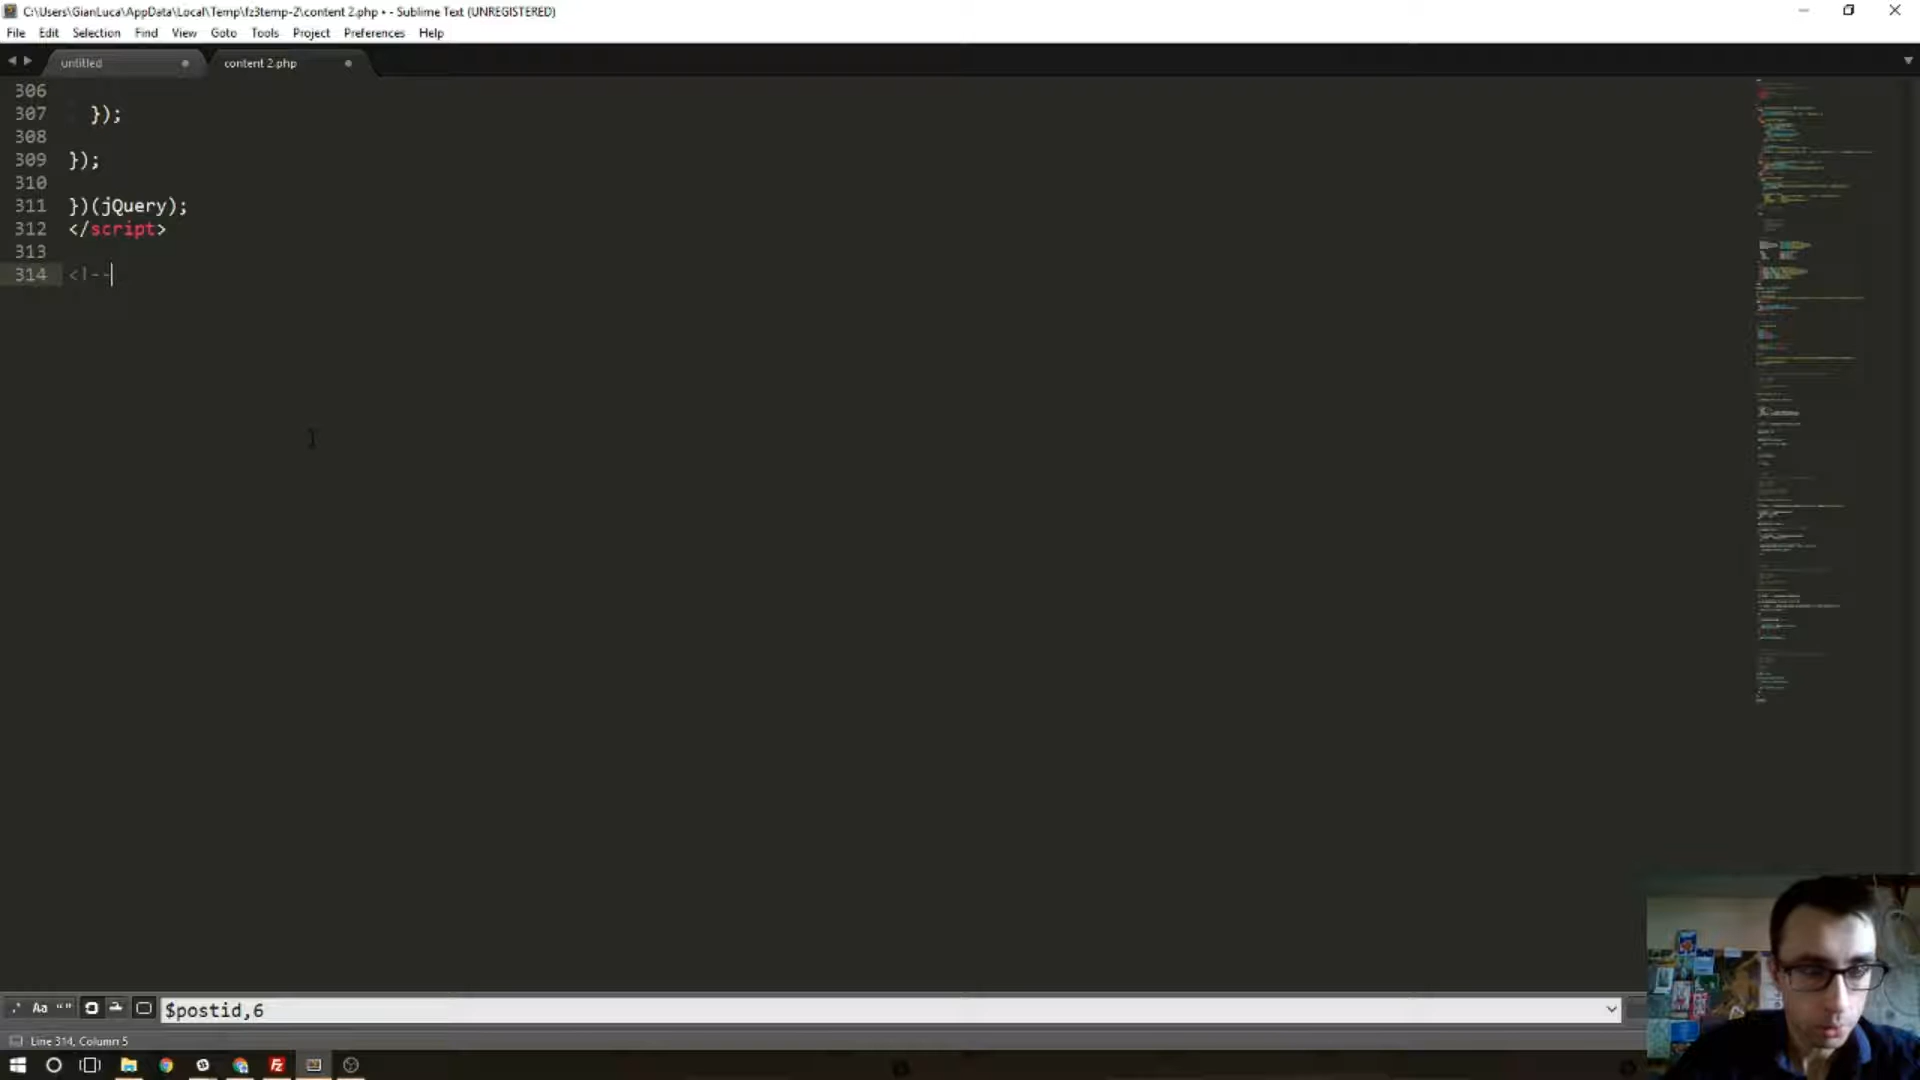 C:\Users\GianLuca\AppData\Local\Temp\fz3temp-2\content 2.php • - Sublime Text (UNREGISTERED)
File Edit Selection Find View Goto Tools Project Preferences Help
untitled content 2.php
306
307 });
308
309 });
310
311 })(jQuery);
312 </script>
313
314 <!--
.* Aa “” $postid,6
Line 314, Column 5